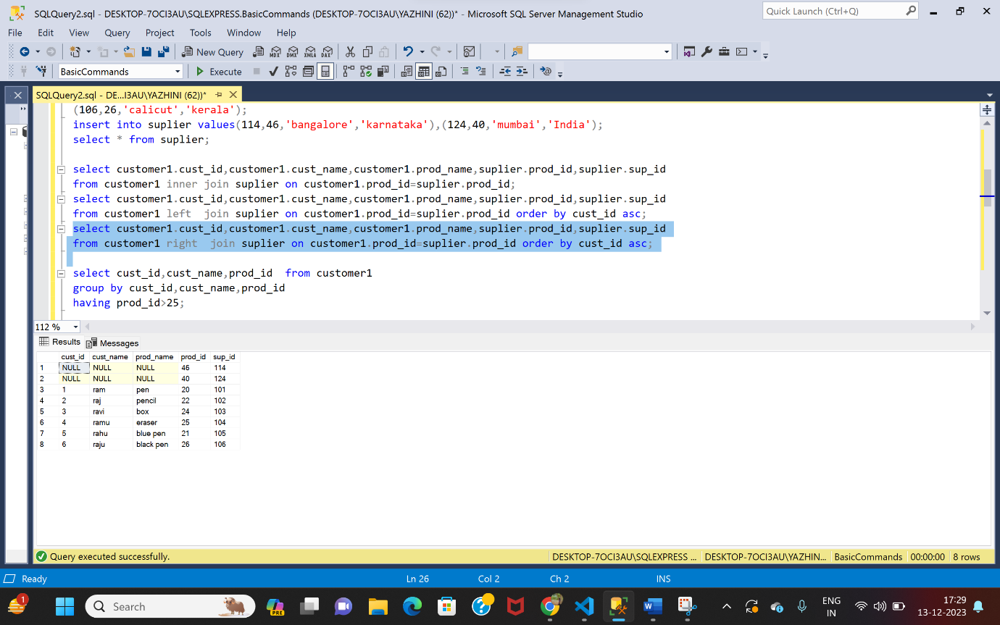 SQLQuery2.sql - DESKTOP-7OCI3AU\SQLEXPRESS.BasicCommands (DESKTOP-7OCI3AU\YAZHINI (62))* - Microsoft SQL Server Management Studio
Quick Launch (Ctrl+Q)
File Edit View Query Project Tools Window Help
New Query MDX DMX XMLA DAX
BasicCommands Execute
SQLQuery2.sql - DE...I3AU\YAZHINI (62))*
(106,26,'calicut','kerala');
insert into suplier values(114,46,'bangalore','karnataka'),(124,40,'mumbai','India');
select * from suplier;
select customer1.cust_id,customer1.cust_name,customer1.prod_name,suplier.prod_id,suplier.sup_id
from customer1 inner join suplier on customer1.prod_id=suplier.prod_id;
select customer1.cust_id,customer1.cust_name,customer1.prod_name,suplier.prod_id,suplier.sup_id
from customer1 left  join suplier on customer1.prod_id=suplier.prod_id order by cust_id asc;
select customer1.cust_id,customer1.cust_name,customer1.prod_name,suplier.prod_id,suplier.sup_id
from customer1 right  join suplier on customer1.prod_id=suplier.prod_id order by cust_id asc;
select cust_id,cust_name,prod_id  from customer1
group by cust_id,cust_name,prod_id
having prod_id>25;
112 %
Results Messages
cust_id cust_name prod_name prod_id sup_id
1 NULL NULL NULL 46 114
2 NULL NULL NULL 40 124
3 1 ram pen 20 101
4 2 raj pencil 22 102
5 3 ravi box 24 103
6 4 ramu eraser 25 104
7 5 rahu blue pen 21 105
8 6 raju black pen 26 106
Query executed successfully. DESKTOP-7OCI3AU\SQLEXPRESS ... DESKTOP-7OCI3AU\YAZHIN... BasicCommands 00:00:00 8 rows
Ready Ln 26 Col 2 Ch 2 INS
1 Search PRE W ENG 17:29
IN 13-12-2023